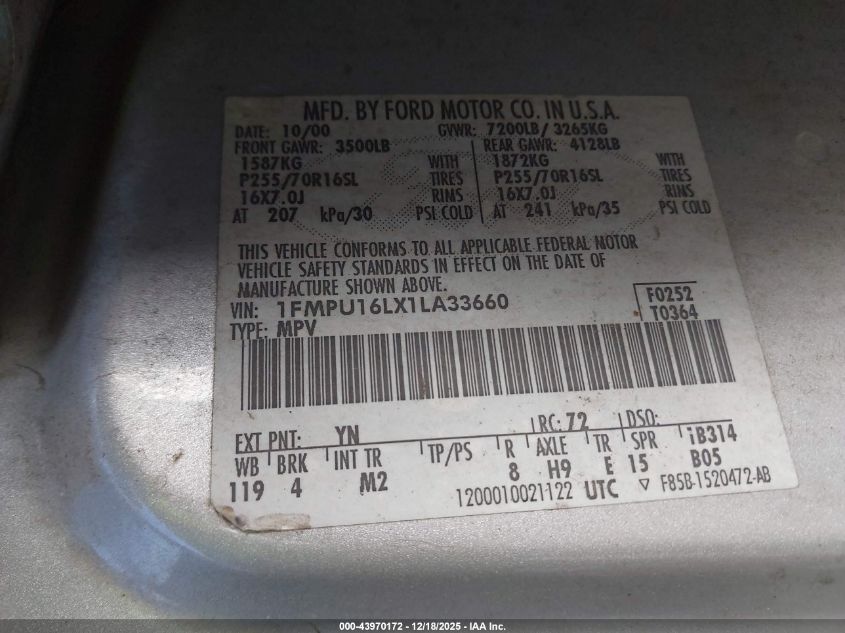 MFD. BY FORD MOTOR CO. IN U.S.A.
DATE: 10/00 GVWR: 7200LB/ 3265KG
FRONT GAWR: 3500LB REAR GAWR: 4128LB
1587KG WITH 1872KG WITH
P255/70R16SL TIRES P255/70R16SL TIRES
16X7.0J RINS 16X7.0J RINS
AT 207 kPa/30 PSI COLD AT 241 kPa/35 PSI COLD
THIS VEHICLE CONFORMS TO ALL APPLICABLE FEDERAL MOTOR
VEHICLE SAFETY STANDARDS IN EFFECT ON THE DATE OF
MANUFACTURE SHOWN ABOVE.
VIN: 1FMPU16LX1LA33660 F0252
TYPE: MPV T0364
EXT PNT: YN RC: 72 DSO:
WB BRK INT TR TP/PS R AXLE TR SPR iB314
119 4 M2 8 H9 E 15 B05
1200010021122 UTC ▽ F85B-1520472-AB
000-43970172 – 12/18/2025 – IAA Inc.